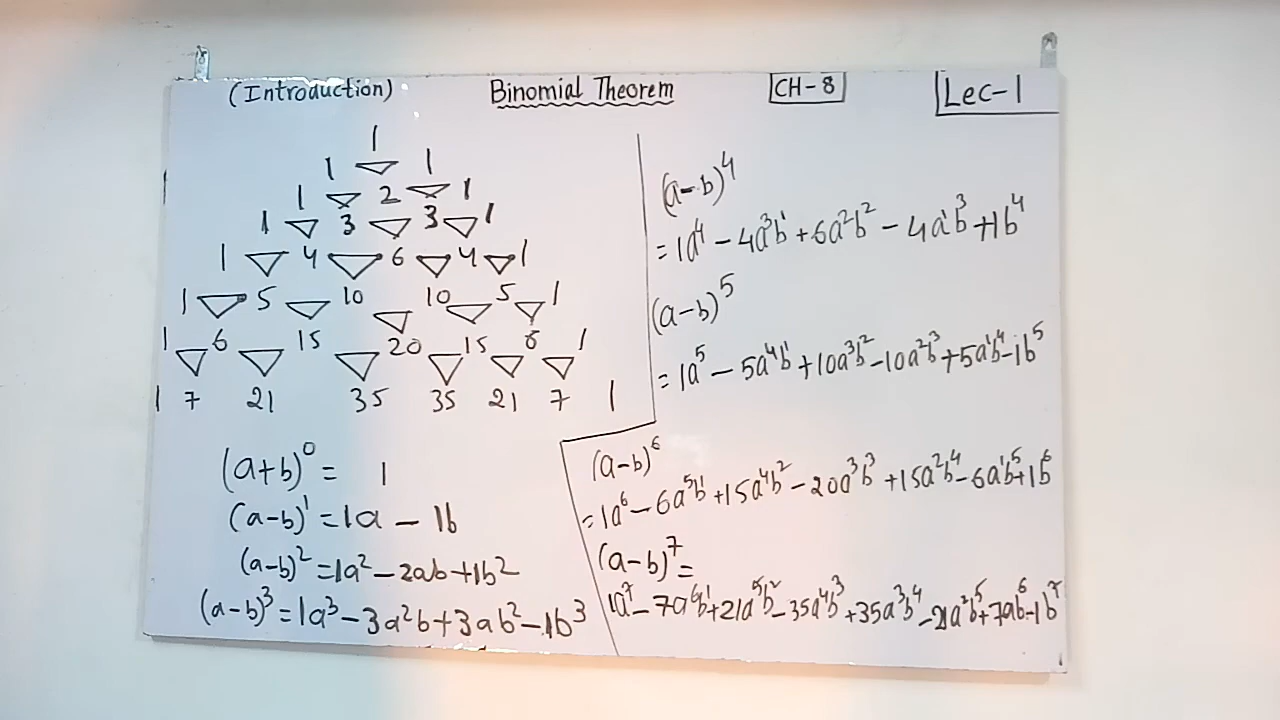 (Introduction) Binomial Theorem CH-8 Lec-1
1
1 1
1 2 1
1 3 3 1
1 4 6 4 1
1 5 10 10 5 1
1 6 15 20 15 6 1
1 7 21 35 35 21 7 1
(a+b)⁰ = 1
(a-b)¹ = 1a - 1b
(a-b)² = 1a² - 2ab + 1b²
(a-b)³ = 1a³ - 3a²b + 3ab² - 1b³
(a-b)⁴
= 1a⁴ - 4a³b¹ + 6a²b² - 4a¹b³ + 1b⁴
(a-b)⁵
= 1a⁵ - 5a⁴b¹ + 10a³b² - 10a²b³ + 5a¹b⁴ - 1b⁵
(a-b)⁶
= 1a⁶ - 6a⁵b¹ + 15a⁴b² - 20a³b³ + 15a²b⁴ - 6a¹b⁵ + 1b⁶
(a-b)⁷ =
1a⁷ - 7a⁶b¹ + 21a⁵b² - 35a⁴b³ + 35a³b⁴ - 21a²b⁵ + 7ab⁶ - 1b⁷